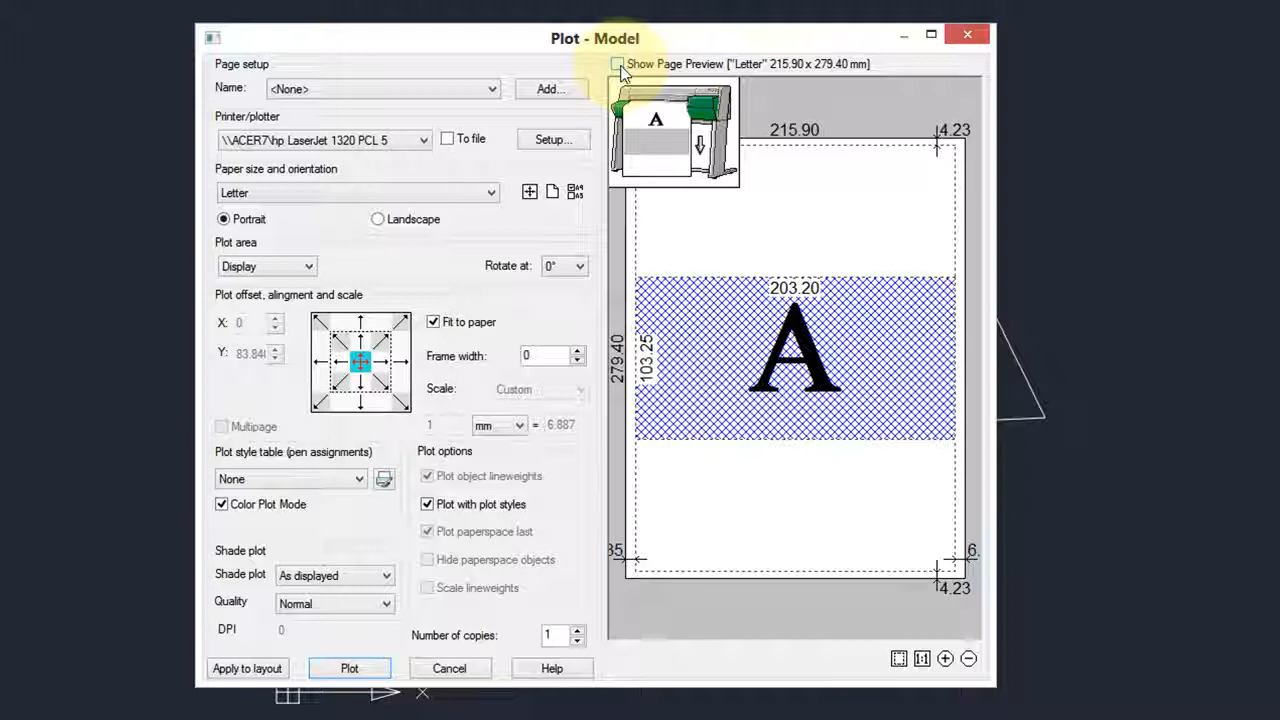 Plot - Model
Page setup
Show Page Preview ["Letter" 215.90 x 279.40 mm]
Name:
<None>
Add...
Printer/plotter
\\ACER7\hp LaserJet 1320 PCL 5
To file
Setup...
Paper size and orientation
Letter
Portrait
Landscape
Plot area
Display
Rotate at:
0°
Plot offset, alingment and scale
X:
0
Fit to paper
Y:
Frame width:
0
Scale:
Custom
Multipage
1
mm
=
6.887
Plot style table (pen assignments)
None
Color Plot Mode
Plot options
Plot object lineweights
Plot with plot styles
Plot paperspace last
Hide paperspace objects
Scale lineweights
Shade plot
Shade plot
As displayed
Quality
Normal
DPI
0
Number of copies:
1
Apply to layout
Plot
Cancel
Help
A
215.90
4.23
203.20
279.40
103.25
A
4.23
1:1